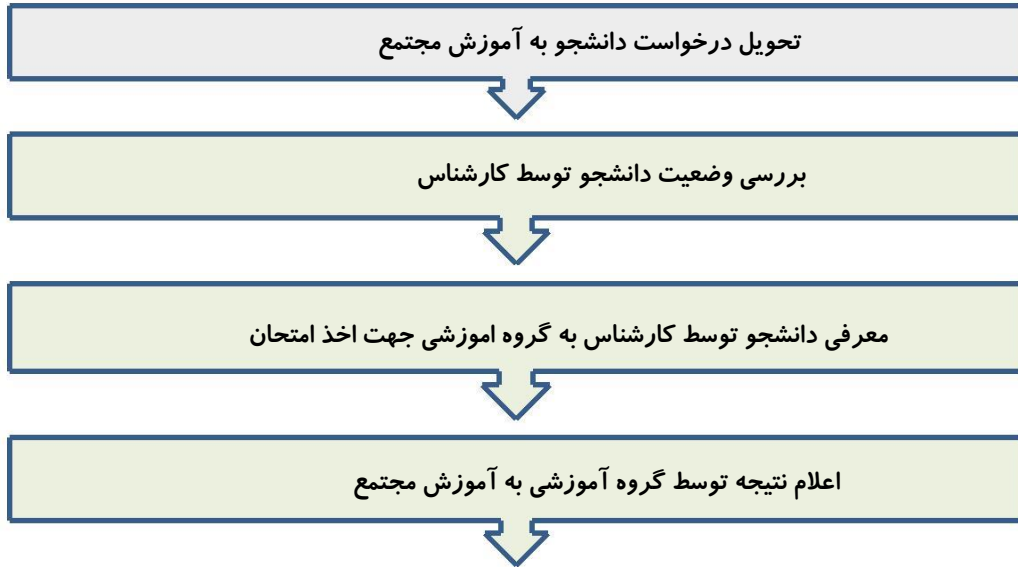 تحویل درخواست دانشجو به آموزش مجتمع
بررسی وضعیت دانشجو توسط کارشناس
معرفی دانشجو توسط کارشناس به گروه اموزشی جهت اخذ امتحان
اعلام نتیجه توسط گروه آموزشی به آموزش مجتمع